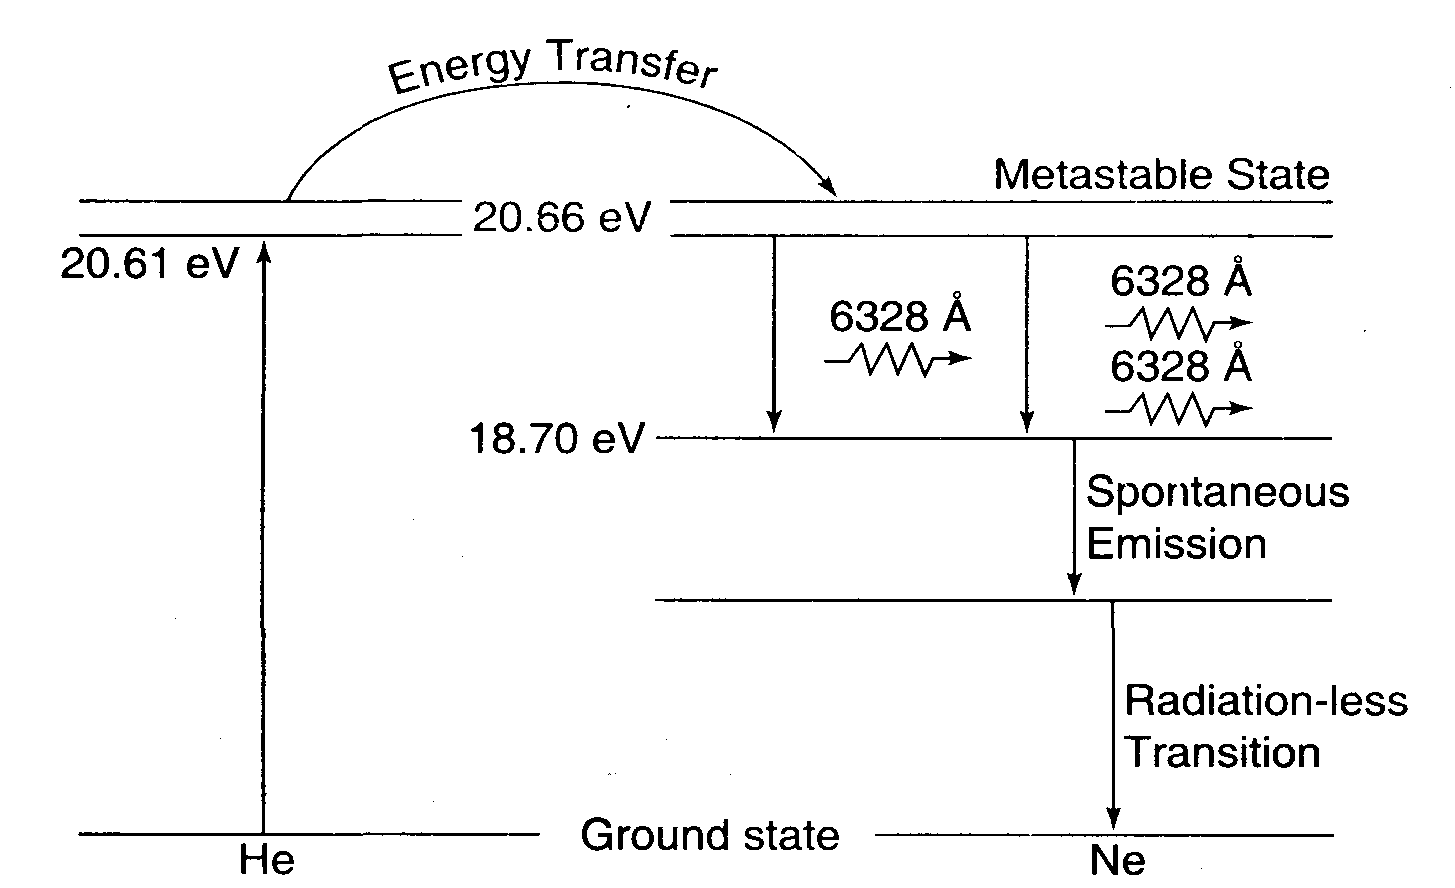 Energy Transfer
Metastable State
20.66 eV
20.61 eV
6328 Å
6328 Å
6328 Å
18.70 eV
Spontaneous
Emission
Radiation-less
Transition
Ground state
He
Ne